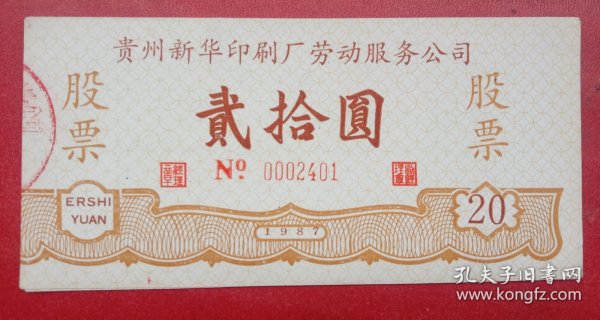 贵州新华印刷厂劳动服务公司
股票
贰拾圆
股票
No. 0002401
ERSHI
YUAN
1987
20
孔夫子旧书网
www.kongfz.com